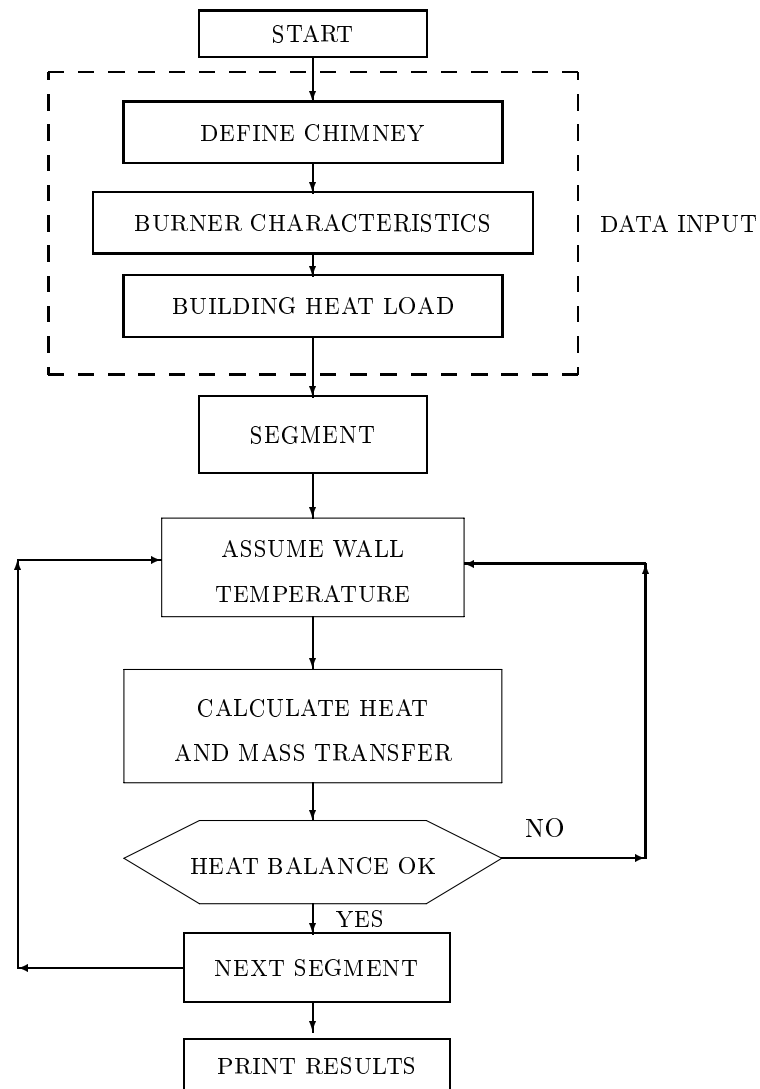 START
DEFINE CHIMNEY
BURNER CHARACTERISTICS
DATA INPUT
BUILDING HEAT LOAD
SEGMENT
ASSUME WALL
TEMPERATURE
CALCULATE HEAT
AND MASS TRANSFER
NO
HEAT BALANCE OK
YES
NEXT SEGMENT
PRINT RESULTS